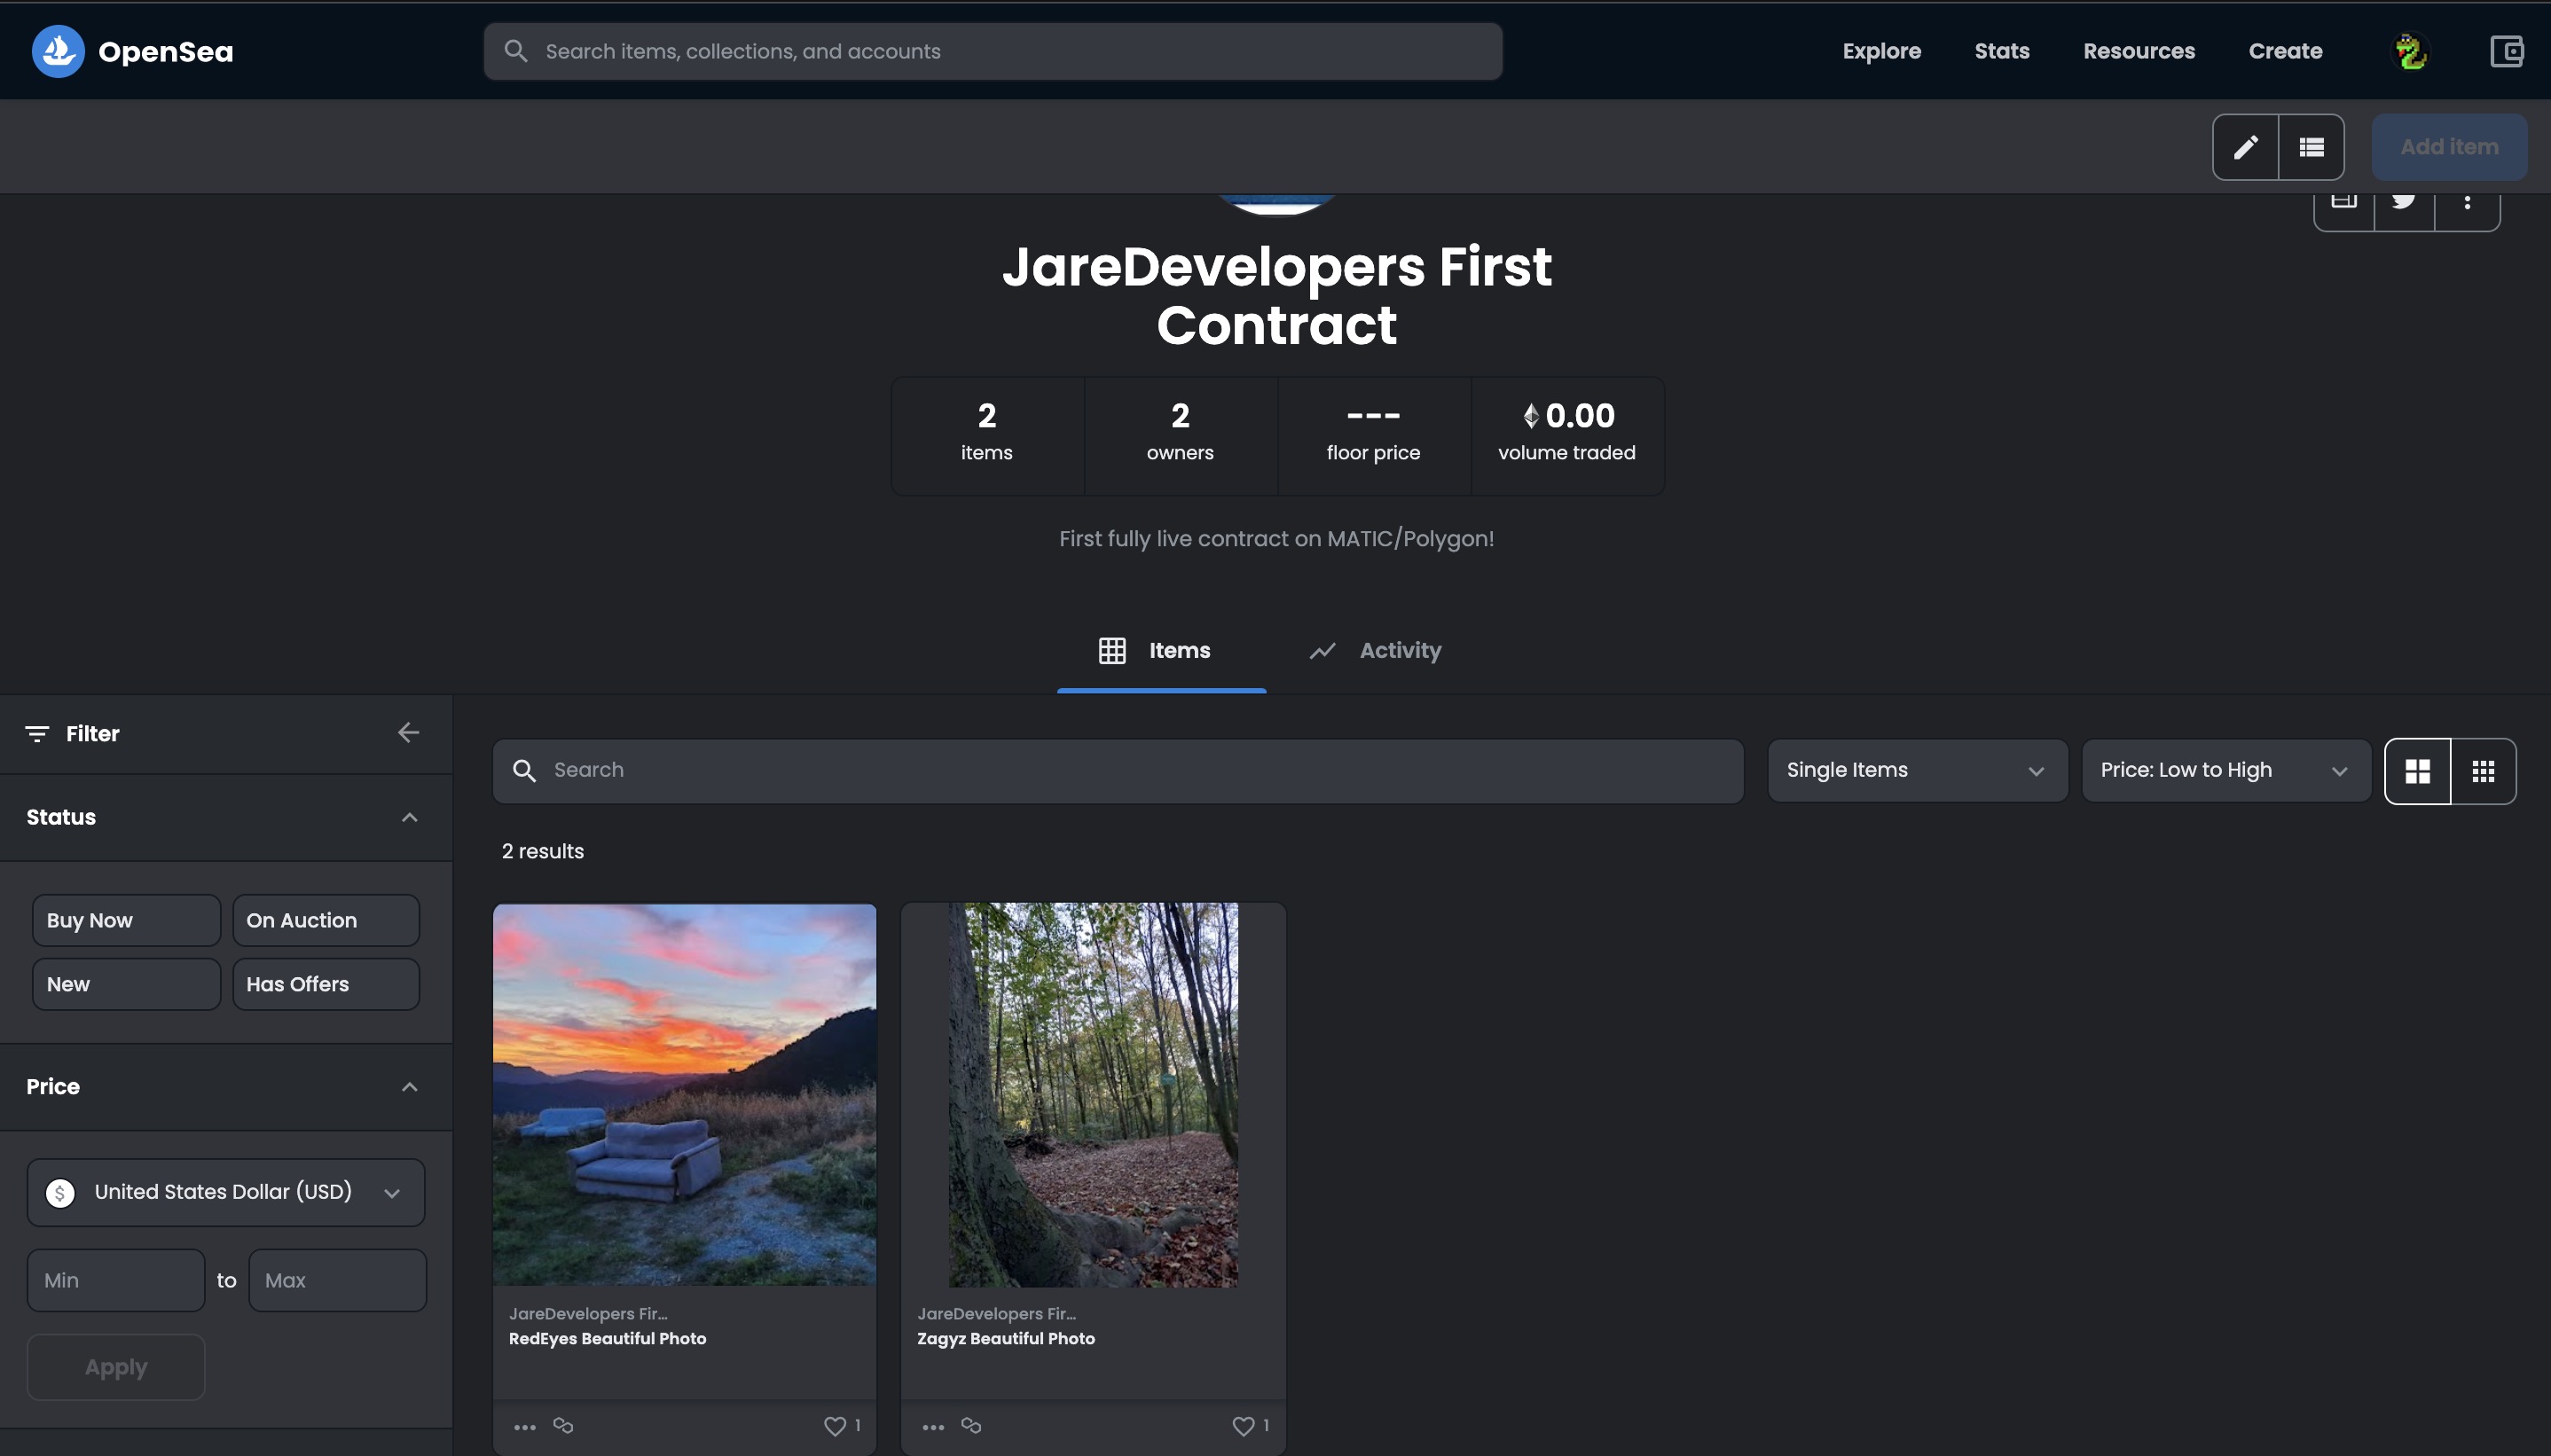 OpenSea
Search items, collections, and accounts
Explore
Stats
Resources
Create
Add item
JareDevelopers First
Contract
2
items
2
owners
---
floor price
0.00
volume traded
First fully live contract on MATIC/Polygon!
Items
Activity
Filter
Status
Buy Now
On Auction
New
Has Offers
Price
$ United States Dollar (USD)
Min
to
Max
Apply
Search
Single Items
Price: Low to High
2 results
JareDevelopers Fir...
RedEyes Beautiful Photo
1
JareDevelopers Fir...
Zagyz Beautiful Photo
1